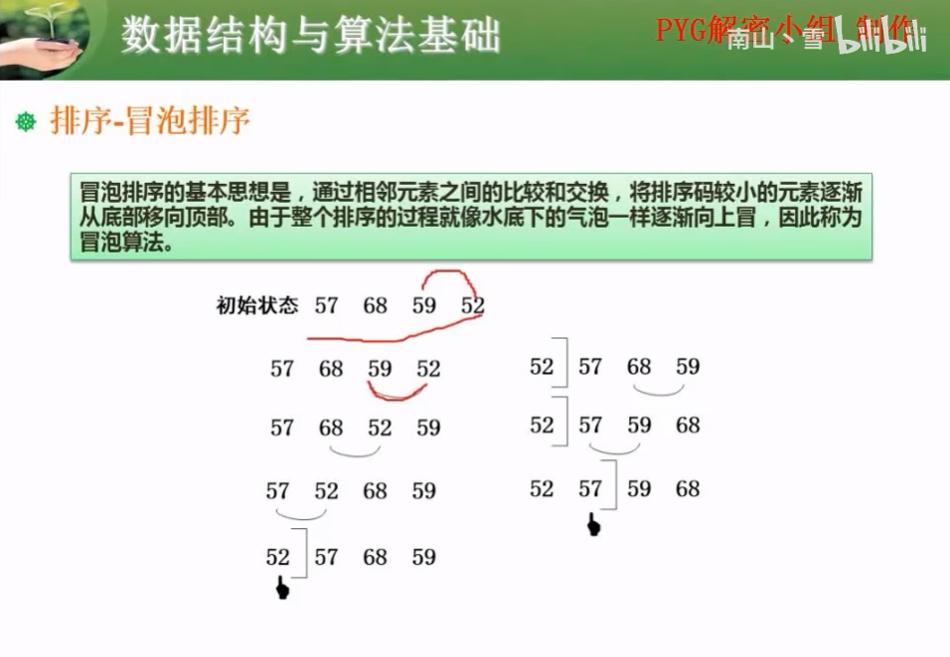 数据结构与算法基础
PYG解密小组 制作
南山丶雪 bilibili
排序-冒泡排序
冒泡排序的基本思想是，通过相邻元素之间的比较和交换，将排序码较小的元素逐渐
从底部移向顶部。由于整个排序的过程就像水底下的气泡一样逐渐向上冒，因此称为
冒泡算法。
初始状态 57 68 59 52
57 68 59 52
57 68 52 59
57 52 68 59
52 57 68 59
52 57 68 59
52 57 59 68
52 57 59 68